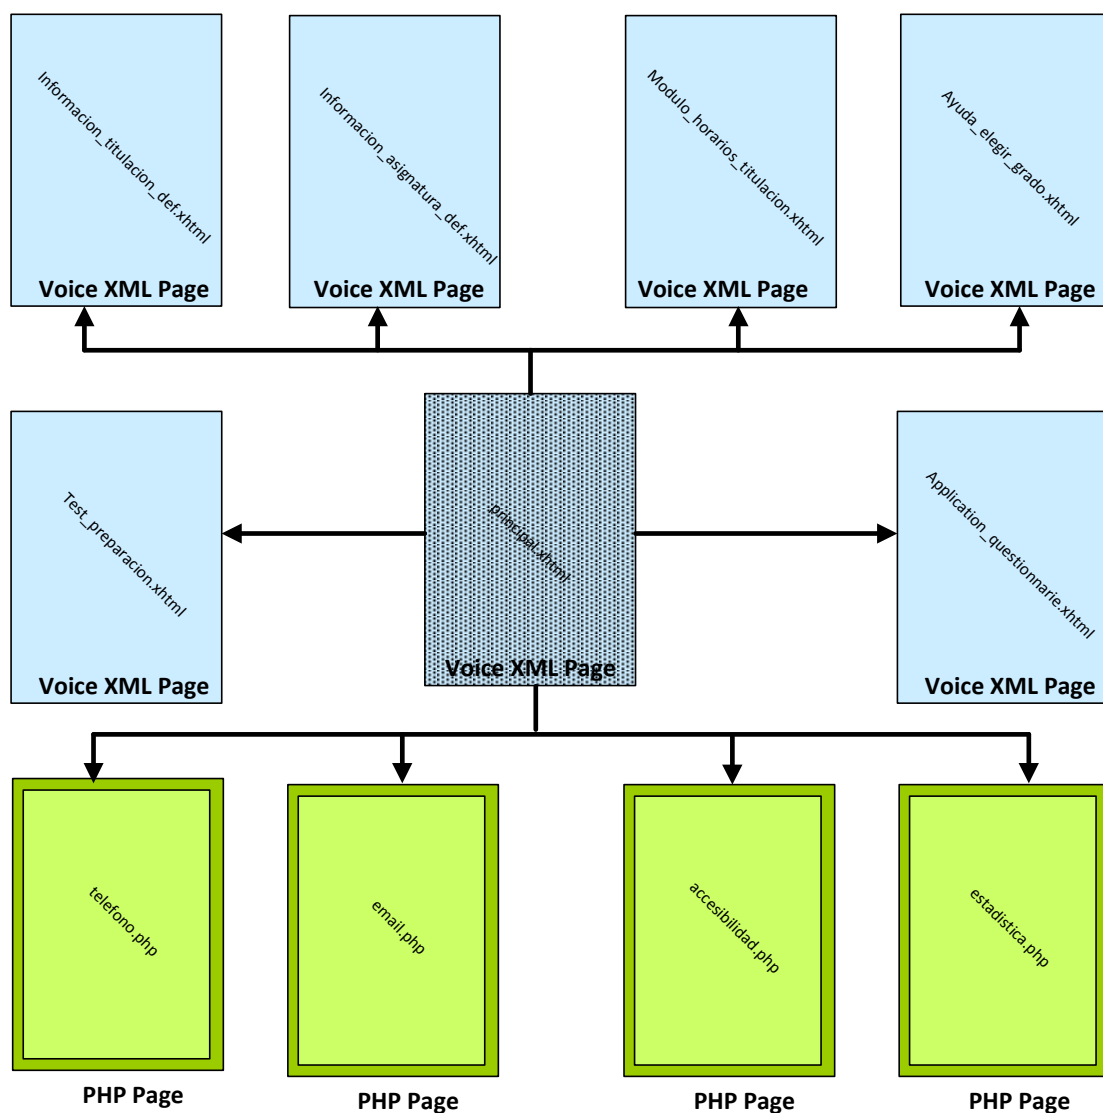 Informacion_titulacion_def.xhtml
Voice XML Page
Informacion_asignatura_def.xhtml
Voice XML Page
Modulo_horarios_titulacion.xhtml
Voice XML Page
Ayuda_elegir_grado.xhtml
Voice XML Page
Test_preparacion.xhtml
Voice XML Page
principal.xhtml
Voice XML Page
Application_questionnarie.xhtml
Voice XML Page
telefono.php
PHP Page
email.php
PHP Page
accesibilidad.php
PHP Page
estadistica.php
PHP Page